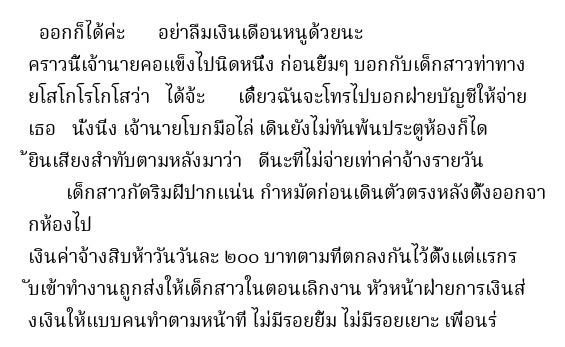 ออกก็ได้ค่ะ อย่าลืมเงินเดือนหนูด้วยนะ
คราวนี้เจ้านายคอแข็งไปนิดหนึ่ง ก่อนยิ้มๆ บอกกับเด็กสาวท่าทาง
ยโสโกโรโกโสว่า ได้จ้ะ เดี๋ยวฉันจะโทรไปบอกฝ่ายบัญชีให้จ่าย
เธอ นั่งนึ่ง เจ้านายโบกมือไล่ เดินยังไม่ทันพ้นประตูห้องก็ได
้ยินเสียงสำทับตามหลังมาว่า ดีนะที่ไม่จ่ายเท่าค่าจ้างรายวัน
เด็กสาวกัดริมฝีปากแน่น กำหมัดก่อนเดินตัวตรงหลังตั้งออกจา
กห้องไป
เงินค่าจ้างสิบห้าวันวันละ ๒๐๐ บาทตามที่ตกลงกันไว้ตั้งแต่แรกร
ับเข้าทำงานถูกส่งให้เด็กสาวในตอนเลิกงาน หัวหน้าฝ่ายการเงินส่
งเงินให้แบบคนทำตามหน้าที่ ไม่มีรอยยิ้ม ไม่มีรอยเยาะ เพื่อนร่